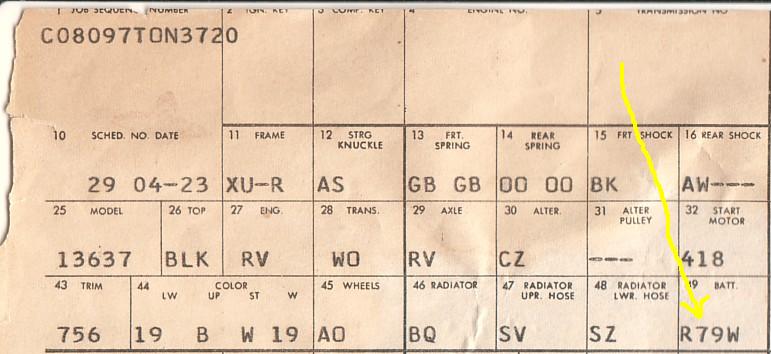 1 JOB SEQUENCE NUMBER 2 IGN. KEY 3 COMP. KEY 4 ENGINE NO. 5 TRANSMISSION NO
C08097TON3720
10 SCHED. NO. DATE 11 FRAME 12 STRG KNUCKLE 13 FRT. SPRING 14 REAR SPRING 15 FRT SHOCK 16 REAR SHOCK
29 04-23 XU-R AS GB GB 00 00 BK AW---
25 MODEL 26 TOP 27 ENG. 28 TRANS. 29 AXLE 30 ALTER. 31 ALTER PULLEY 32 START MOTOR
13637 BLK RV WO RV CZ --- 418
43 TRIM 44 COLOR 45 WHEELS 46 RADIATOR 47 RADIATOR UPR. HOSE 48 RADIATOR LWR. HOSE 49 BATT.
LW UP ST W
756 19 B W 19 AO BQ SV SZ R79W